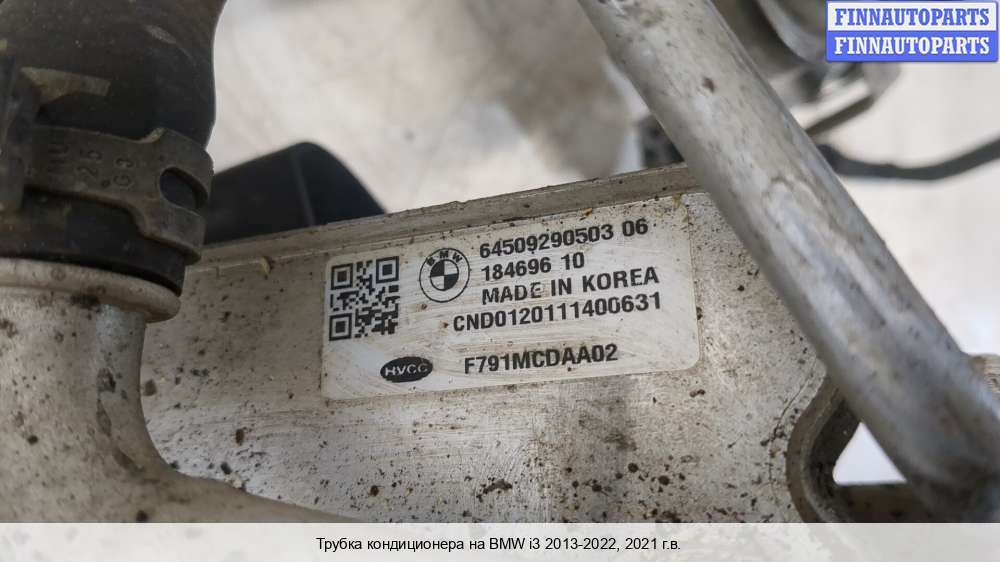 FINNAUTOPARTS
FINNAUTOPARTS
BMW
64509290503 06
184696 10
MADE IN KOREA
CND0120111400631
HVCC
F791MCDAA02
Трубка кондиционера на BMW i3 2013-2022, 2021 г.в.